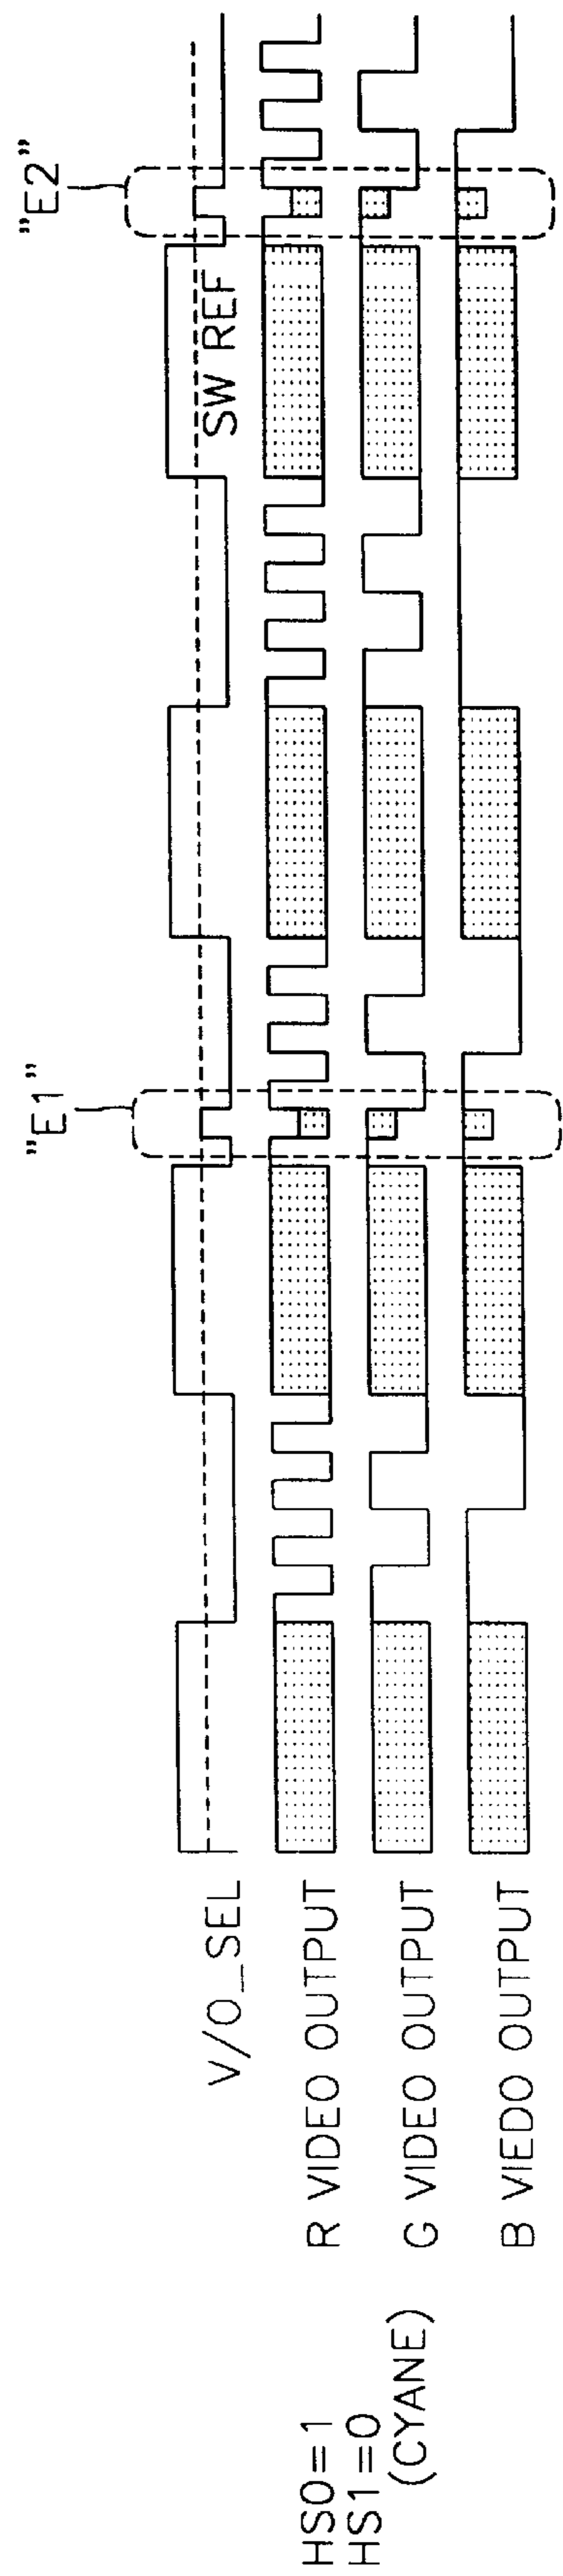 "E1"
"E2"
V/O_SEL
SW REF
R VIDEO OUTPUT
HS0=1
HS1=0
(CYANE)
G VIDEO OUTPUT
B VIEDO OUTPUT